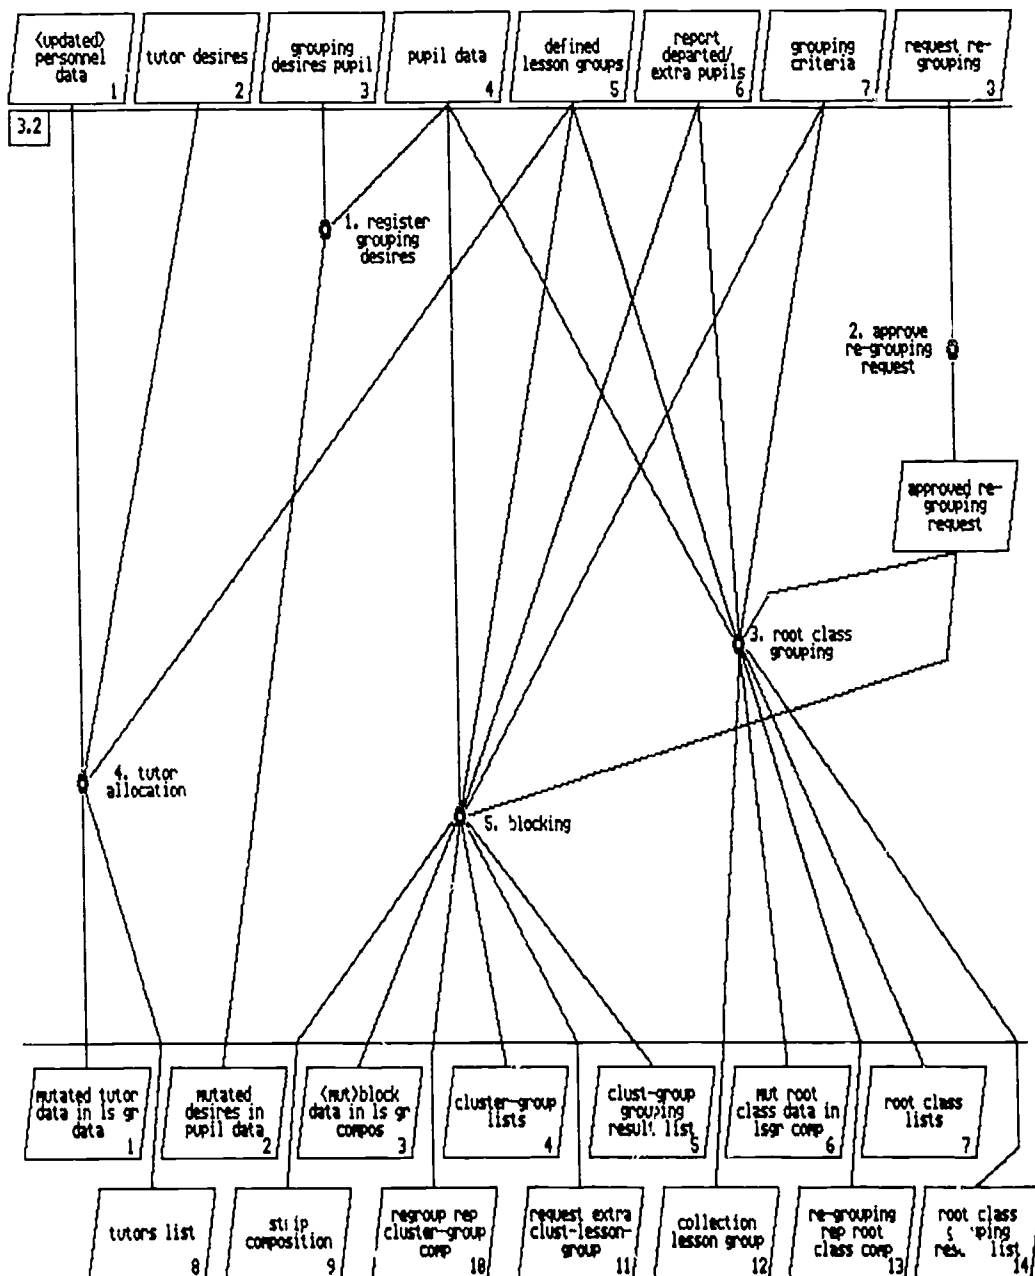 <updated>
personnel
data
1
tutor desires
2
grouping
desires pupil
3
pupil data
4
defined
lesson groups
5
report
departed/
extra pupils
6
grouping
criteria
7
request re-
grouping
3
3.2
1. register
grouping
desires
2. approve
re-grouping
request
approved re-
grouping
request
3. root class
grouping
4. tutor
allocation
5. blocking
mutated tutor
data in ls gr
data
1
mutated
desires in
pupil data
2
<mut>block
data in ls gr
compos
3
cluster-group
lists
4
clust-group
grouping
result list
5
mut root
class data in
lsgr comp
6
root class
lists
7
tutors list
8
composition
9
regroup rep
cluster-group
comp
10
request extra
clust-lesson-
group
11
collection
lesson group
12
re-grouping
rep root
class comp
13
root class
list
14